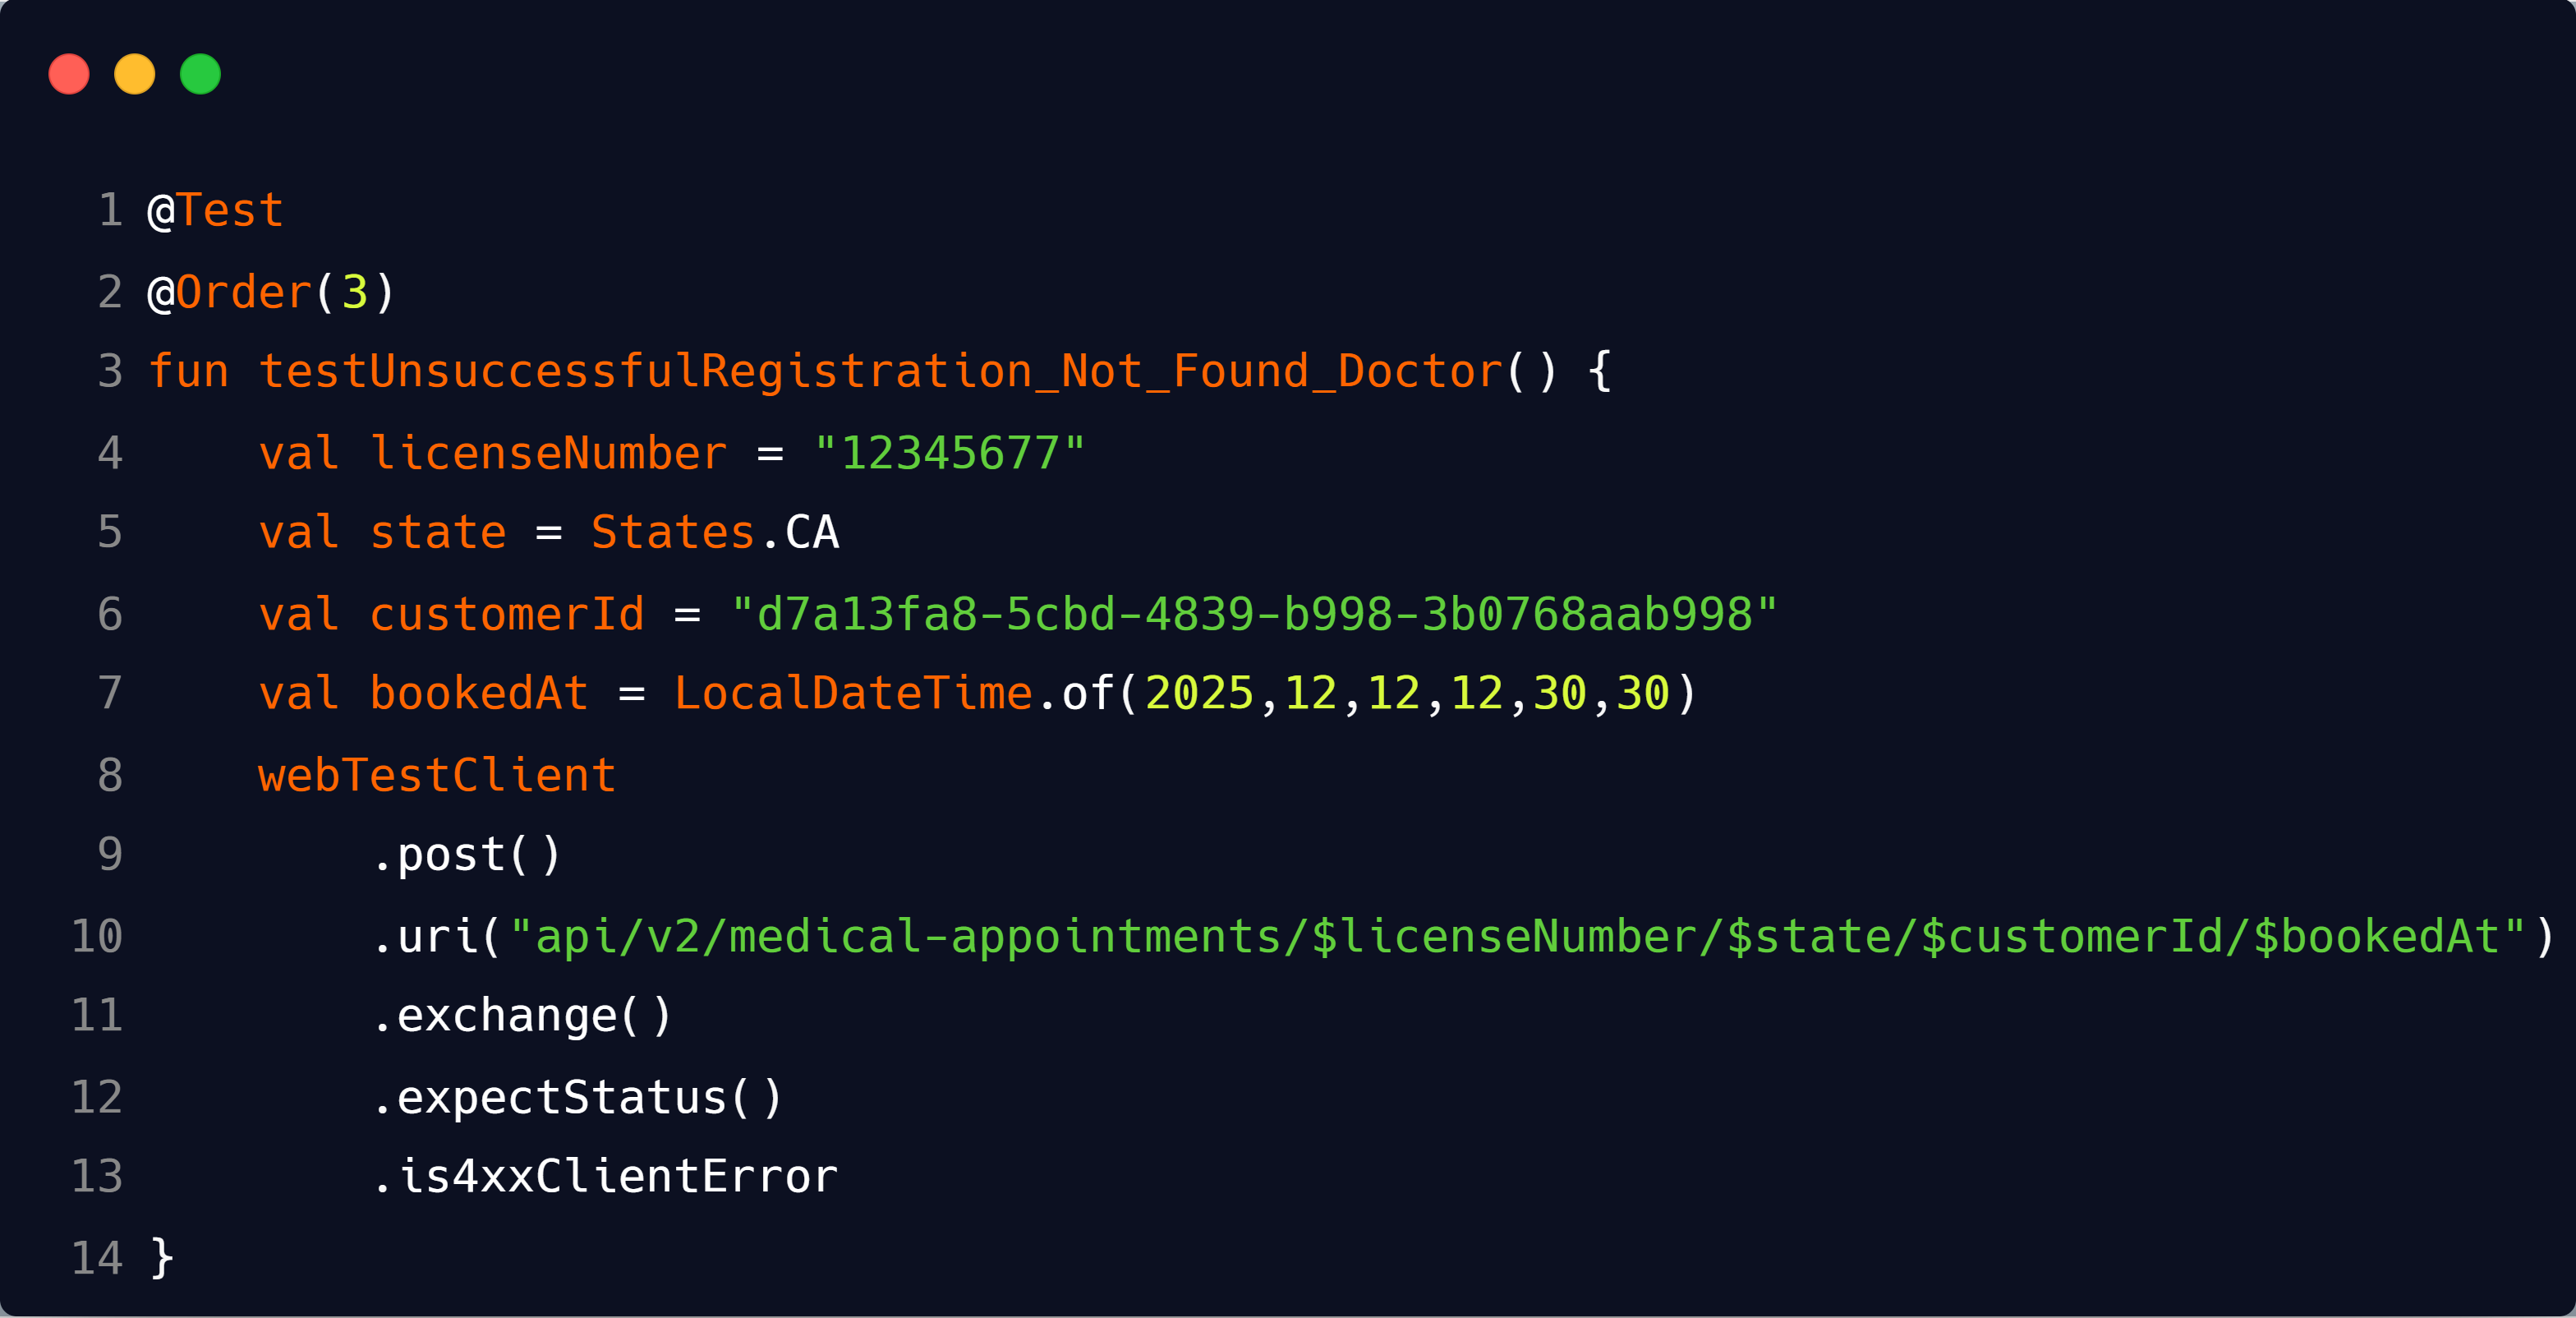 1 @Test
2 @Order(3)
3 fun testUnsuccessfulRegistration_Not_Found_Doctor() {
4     val licenseNumber = "12345677"
5     val state = States.CA
6     val customerId = "d7a13fa8-5cbd-4839-b998-3b0768aab998"
7     val bookedAt = LocalDateTime.of(2025,12,12,12,30,30)
8     webTestClient
9         .post()
10         .uri("api/v2/medical-appointments/$licenseNumber/$state/$customerId/$bookedAt")
11         .exchange()
12         .expectStatus()
13         .is4xxClientError
14 }